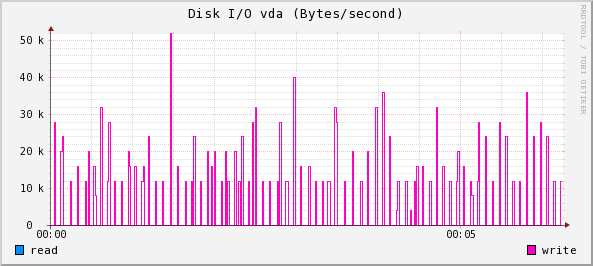 Disk I/O vda (Bytes/second)
RRDTOOL / TOBI OETIKER
50 k
40 k
30 k
20 k
10 k
0
00:00 00:05
read write